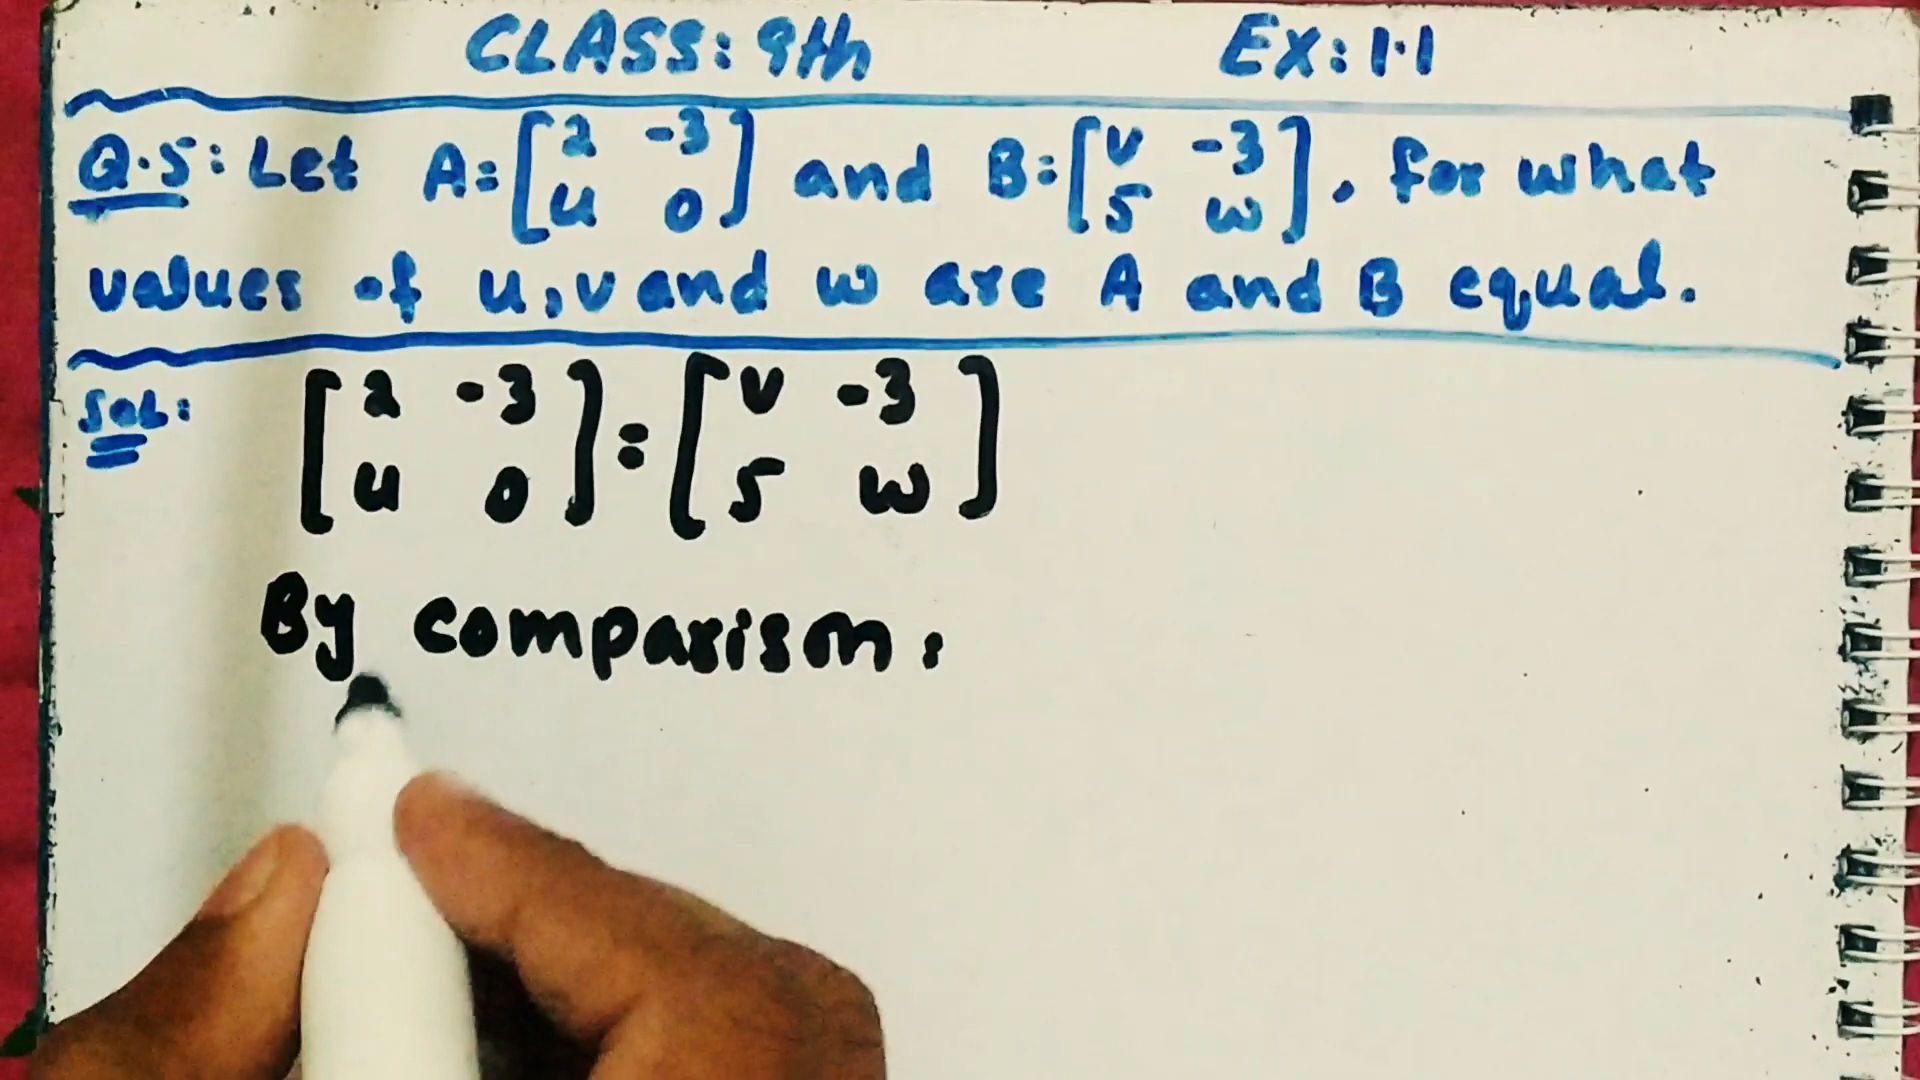 CLASS: 9th EX: 1.1
Q.5: Let A=[2 -3 u 0] and B=[v -3 5 w]. for what
values of u,v and w are A and B equal.
Sol: [2 -3 u 0]=[v -3 5 w]
By comparison: